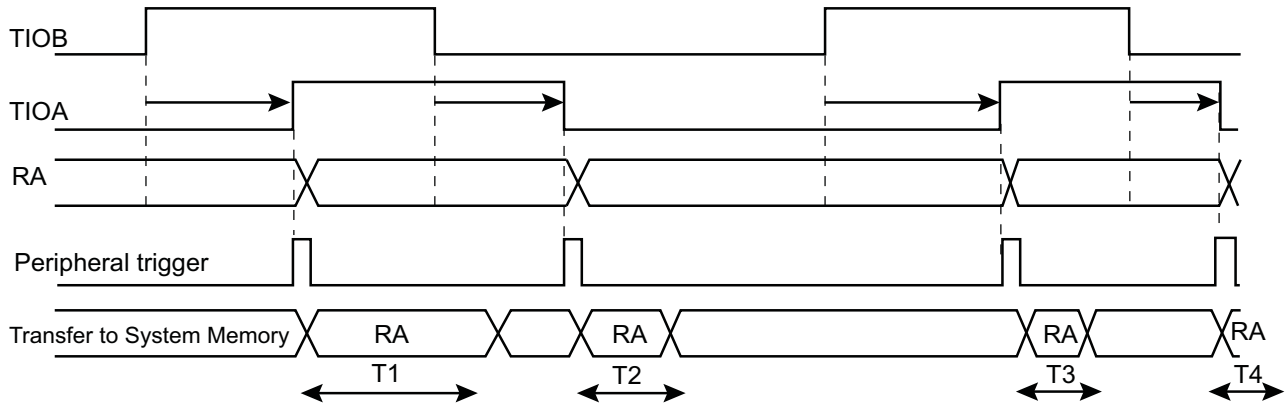 TIOB
TIOA
RA
Peripheral trigger
Transfer to System Memory RA RA RA RA
T1 T2 T3 T4